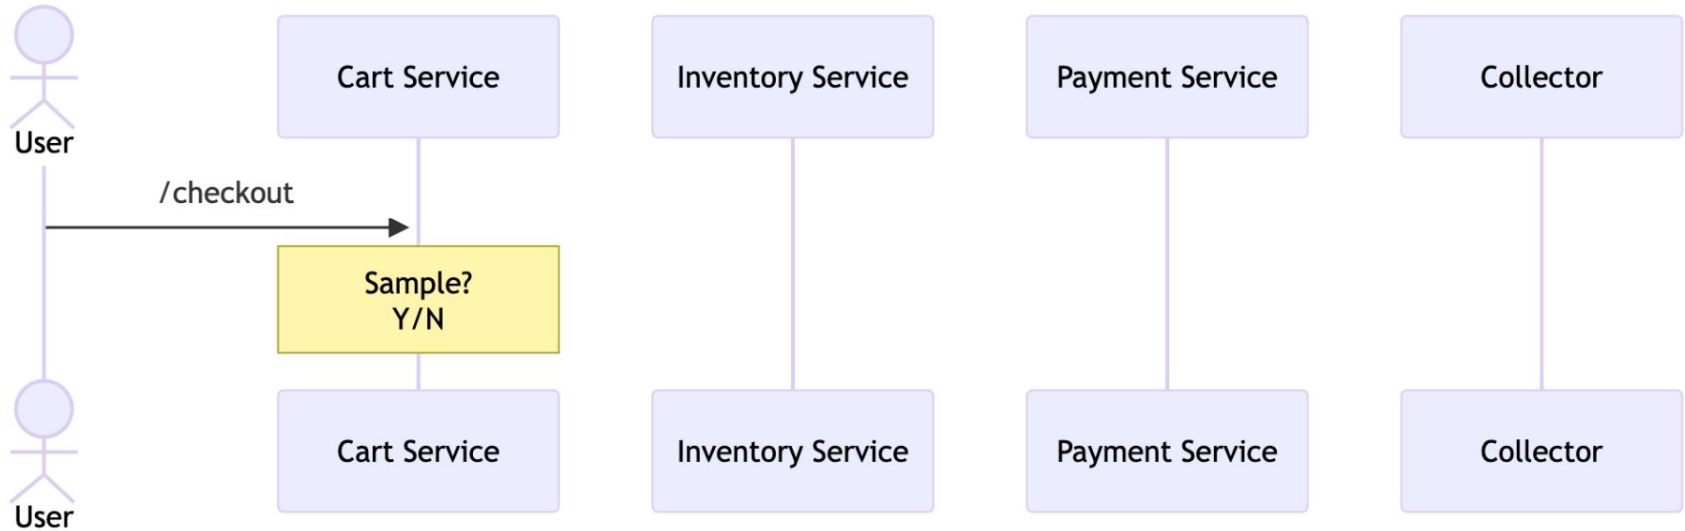 Cart Service
Inventory Service
Payment Service
Collector
User
/checkout
Sample?
Y/N
Cart Service
Inventory Service
Payment Service
Collector
User